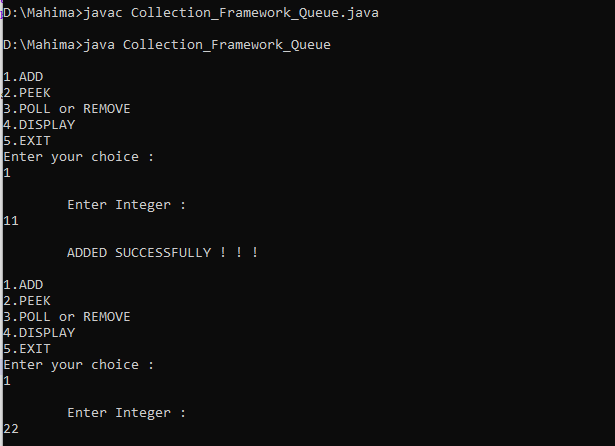 D:\Mahima>javac Collection_Framework_Queue.java
D:\Mahima>java Collection_Framework_Queue
1.ADD
2.PEEK
3.POLL or REMOVE
4.DISPLAY
5.EXIT
Enter your choice :
1
Enter Integer :
11
ADDED SUCCESSFULLY ! ! !
1.ADD
2.PEEK
3.POLL or REMOVE
4.DISPLAY
5.EXIT
Enter your choice :
1
Enter Integer :
22